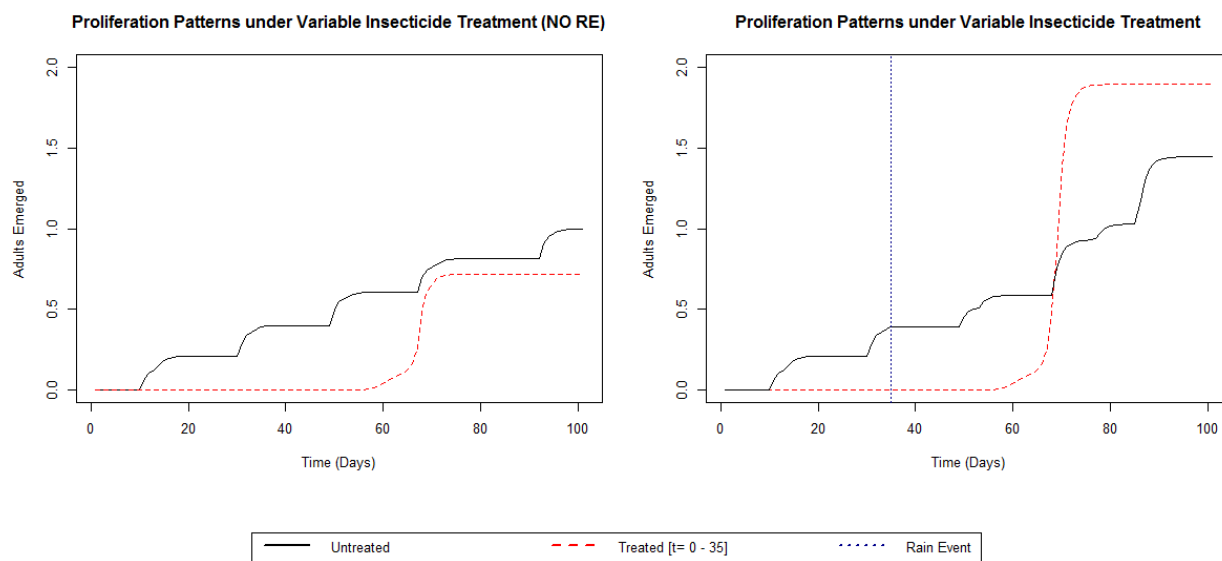 Proliferation Patterns under Variable Insecticide Treatment (NO RE)
Adults Emerged
2.0
1.5
1.0
0.5
0.0
0 20 40 60 80 100
Time (Days)
Proliferation Patterns under Variable Insecticide Treatment
Adults Emerged
2.0
1.5
1.0
0.5
0.0
0 20 40 60 80 100
Time (Days)
Untreated Treated [t= 0 - 35] Rain Event